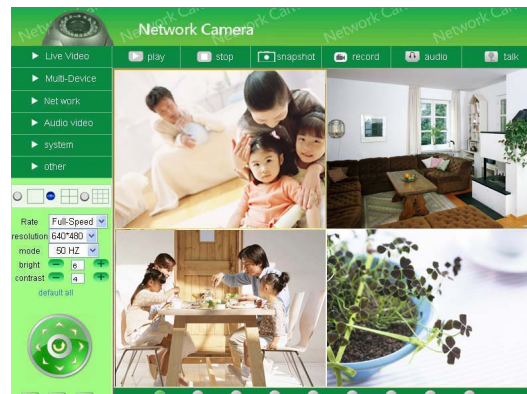 Network Camera
Live Video
Multi-Device
Net work
Audio video
system
other
play
stop
snapshot
record
audio
talk
Rate Full-Speed
resolution 640*480
mode 50 HZ
bright 6
contrast 4
default all